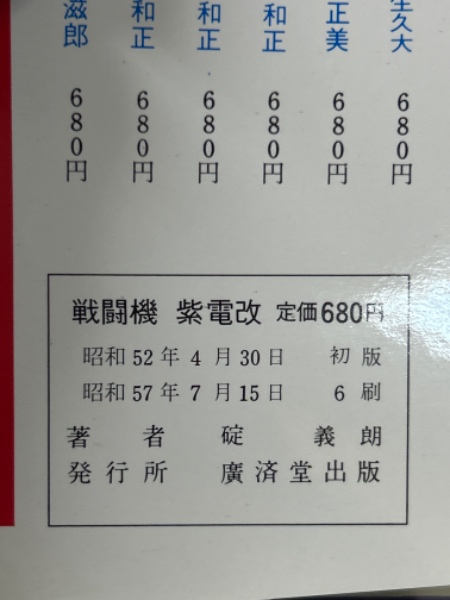 久大 680円
正美 680円
和正 680円
和正 680円
和正 680円
滋郎 680円
戦闘機 紫電改 定価680円
昭和52年4月30日 初版
昭和57年7月15日 6刷
著者 碇義朗
発行所 廣済堂出版